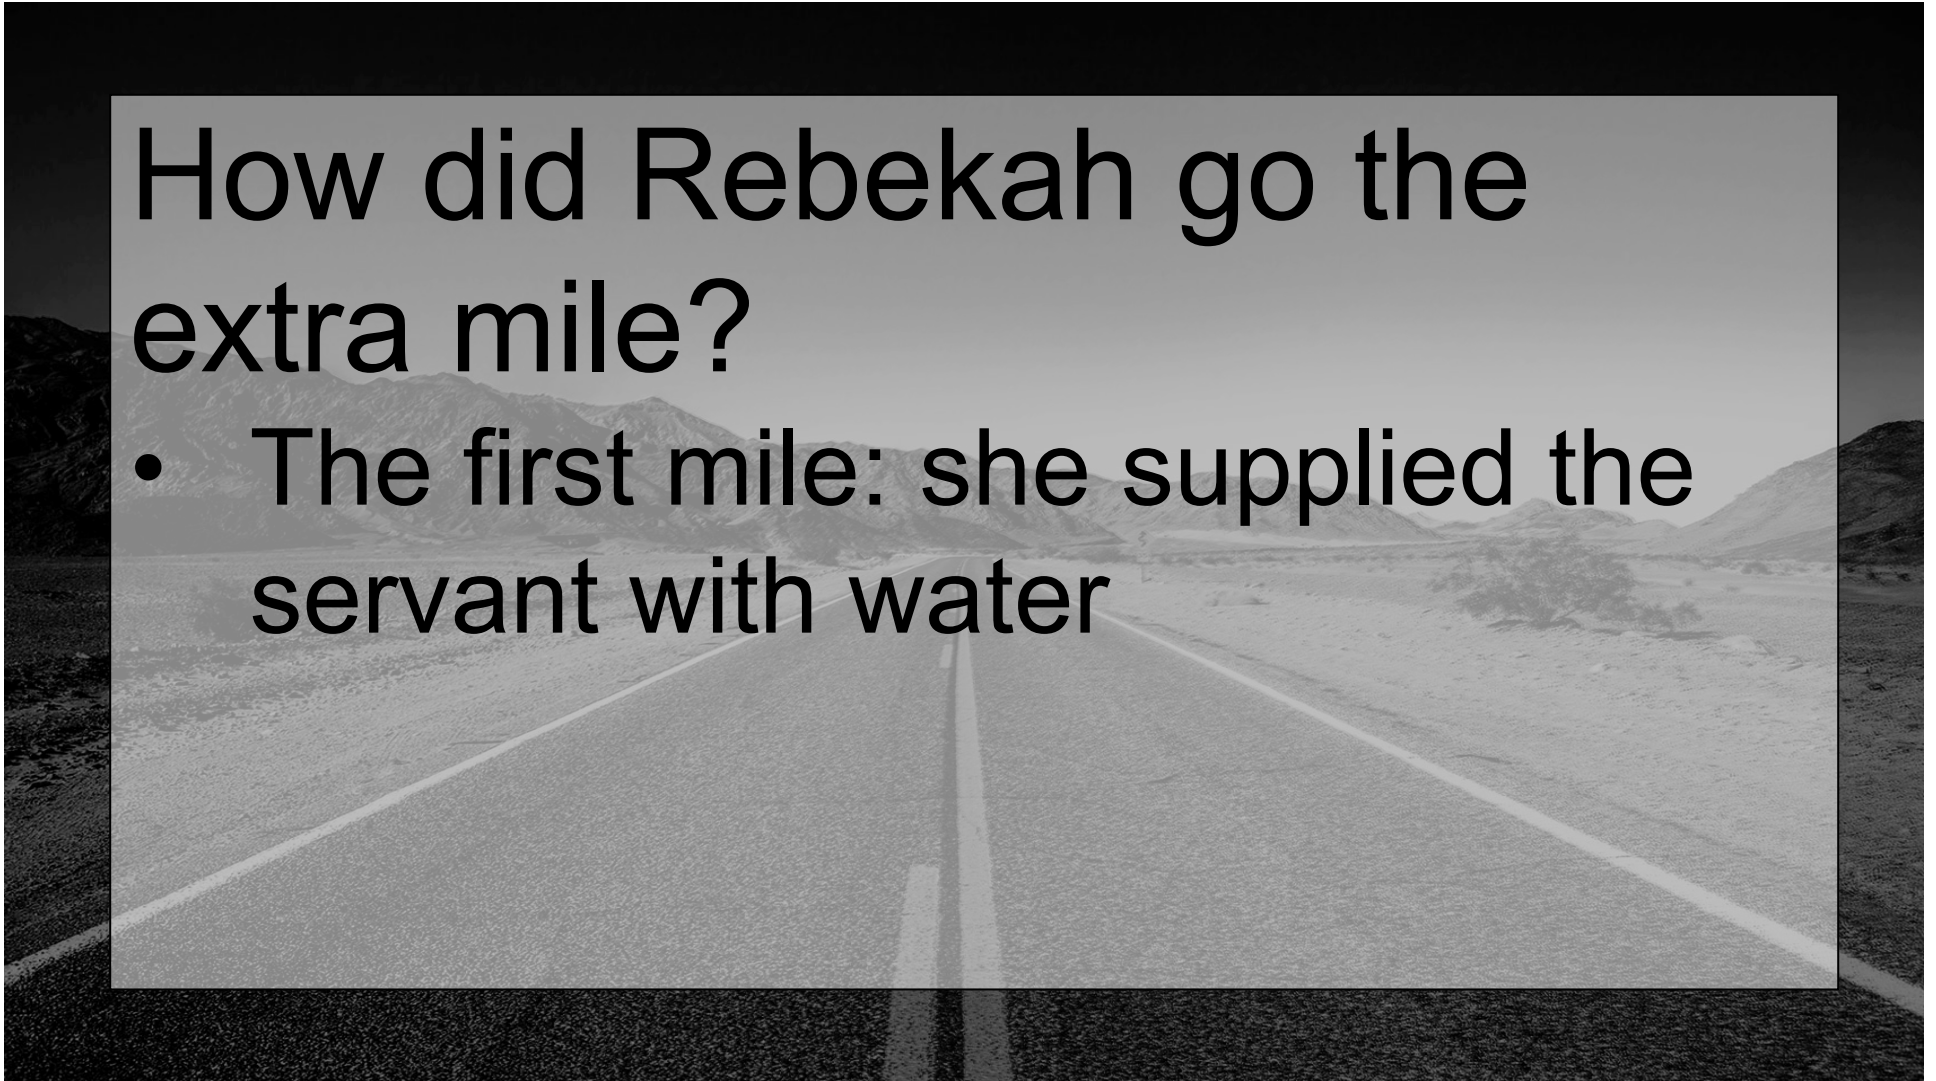 How did Rebekah go the
extra mile?
• The first mile: she supplied the
servant with water